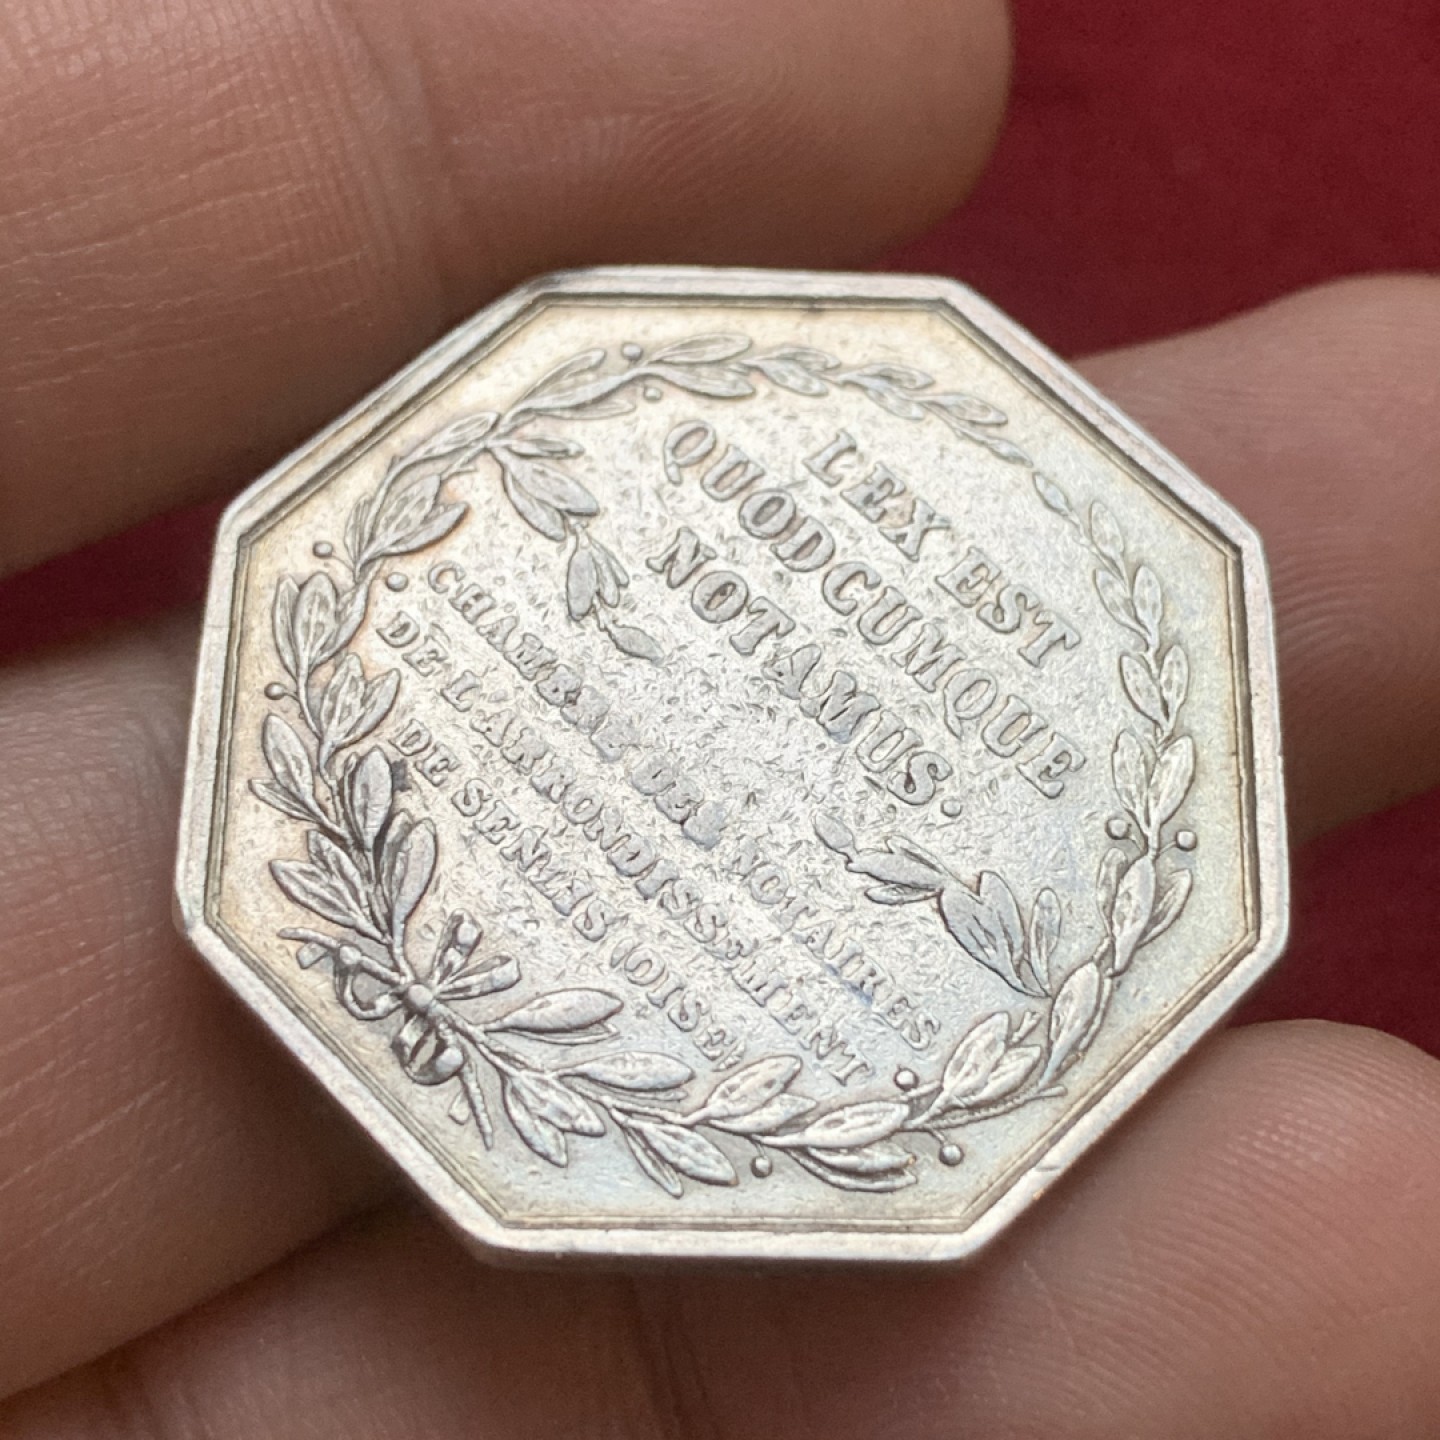 LEX EST
QUODCUMQUE
NOTAMUS.
CHAMBRE DES NOTAIRES
DE L'ARRONDISSEMENT
DE SENLIS (OISE)